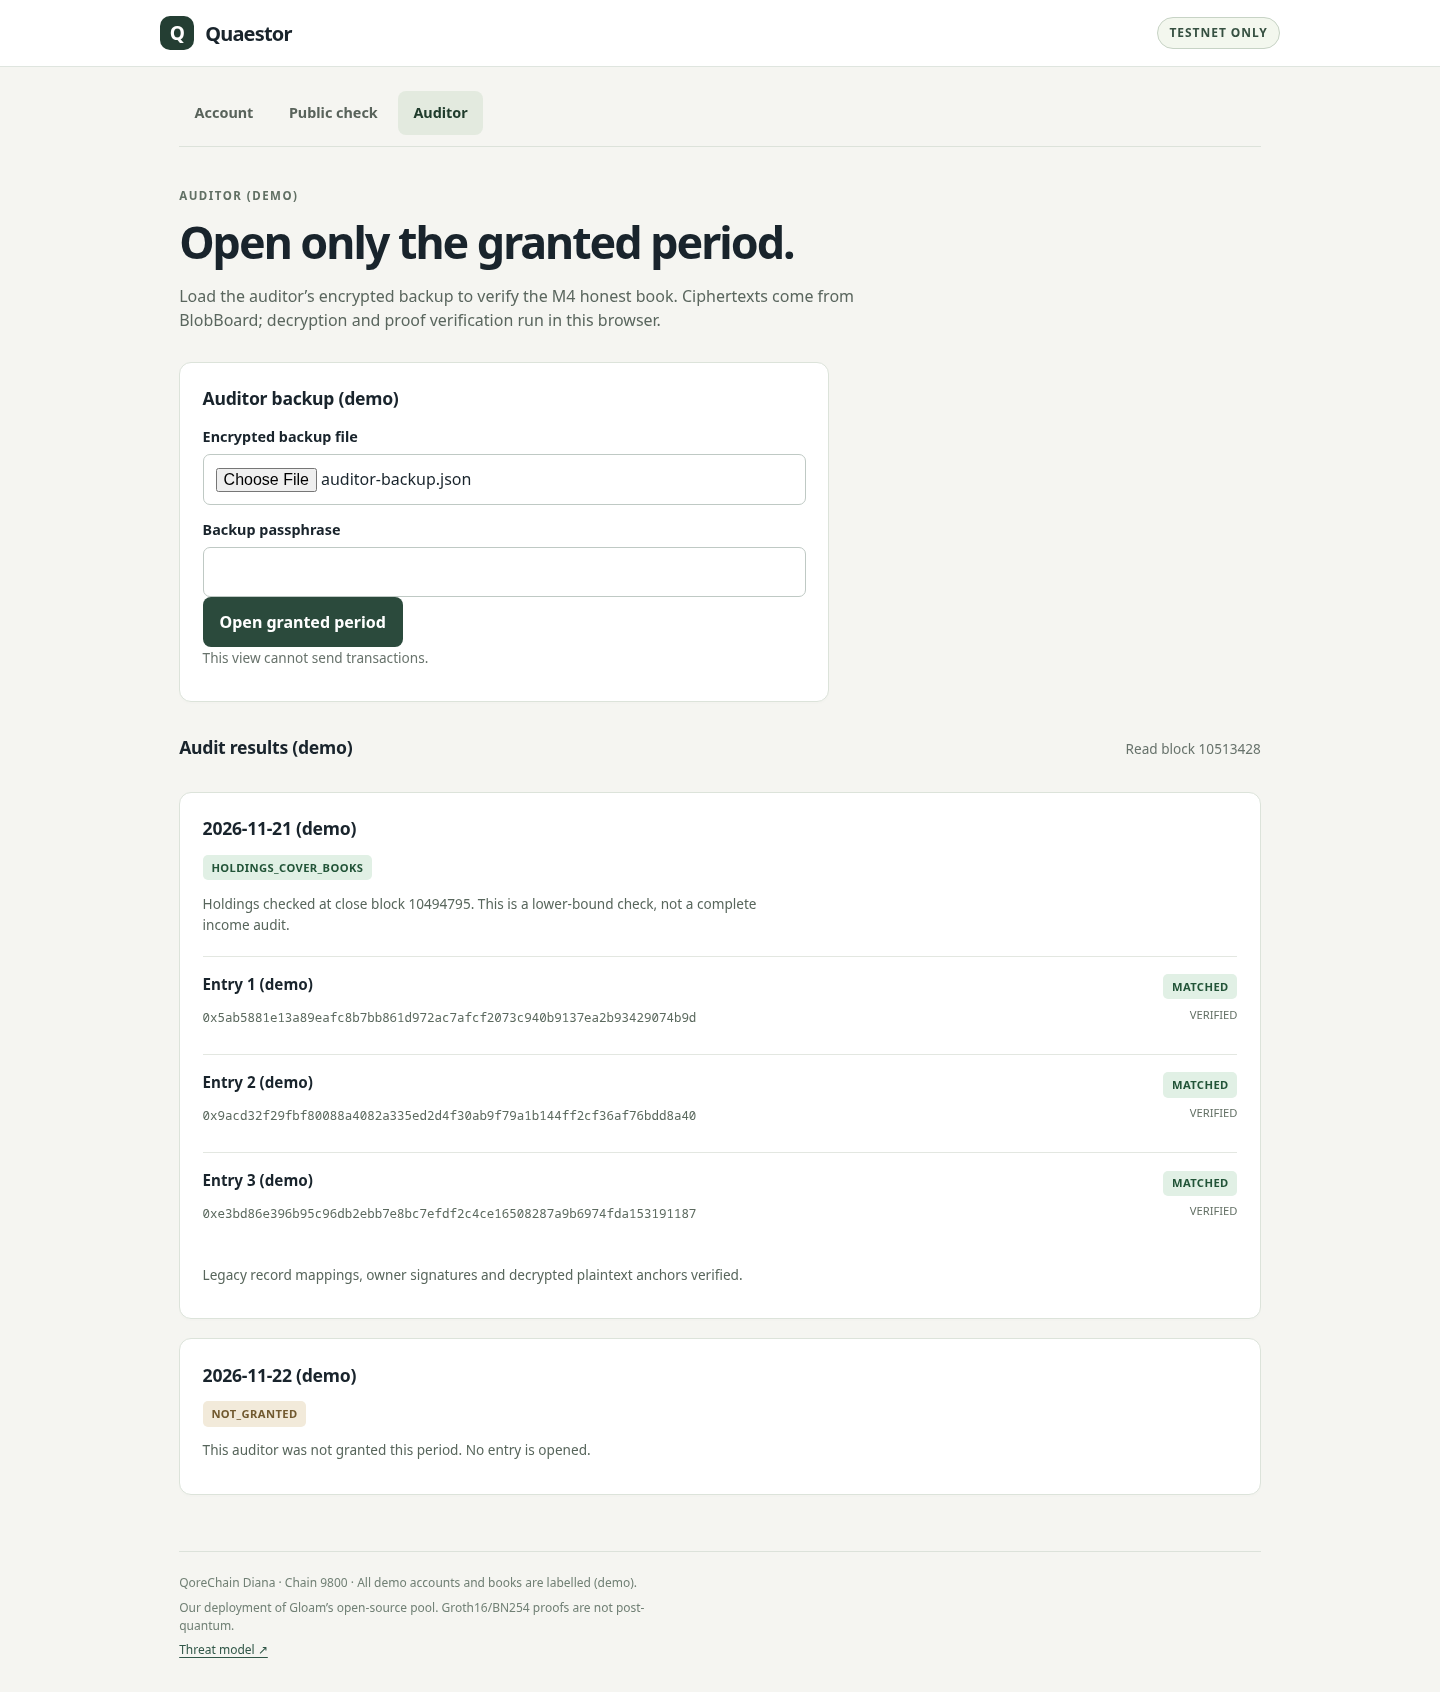 Q Quaestor
TESTNET ONLY
Account Public check Auditor
AUDITOR (DEMO)
Open only the granted period.
Load the auditor’s encrypted backup to verify the M4 honest book. Ciphertexts come from
BlobBoard; decryption and proof verification run in this browser.
Auditor backup (demo)
Encrypted backup file
Choose File auditor-backup.json
Backup passphrase
Open granted period
This view cannot send transactions.
Audit results (demo)
Read block 10513428
2026-11-21 (demo)
HOLDINGS_COVER_BOOKS
Holdings checked at close block 10494795. This is a lower-bound check, not a complete
income audit.
Entry 1 (demo)
MATCHED
0x5ab5881e13a89eafc8b7bb861d972ac7afcf2073c940b9137ea2b93429074b9d
VERIFIED
Entry 2 (demo)
MATCHED
0x9acd32f29fbf80088a4082a335ed2d4f30ab9f79a1b144ff2cf36af76bdd8a40
VERIFIED
Entry 3 (demo)
MATCHED
0xe3bd86e396b95c96db2ebb7e8bc7efdf2c4ce16508287a9b6974fda153191187
VERIFIED
Legacy record mappings, owner signatures and decrypted plaintext anchors verified.
2026-11-22 (demo)
NOT_GRANTED
This auditor was not granted this period. No entry is opened.
QoreChain Diana · Chain 9800 · All demo accounts and books are labelled (demo).
Our deployment of Gloam’s open-source pool. Groth16/BN254 proofs are not post-
quantum.
Threat model ↗